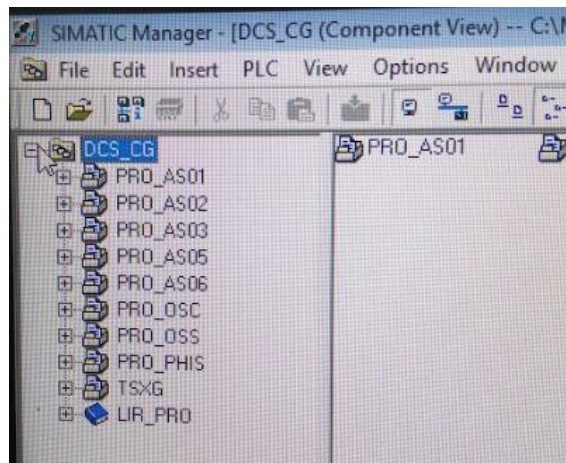 SIMATIC Manager - [DCS_CG (Component View) -- C:\
File Edit Insert PLC View Options Window
DCS_CG
PRO_AS01
PRO_AS01
PRO_AS02
PRO_AS03
PRO_AS05
PRO_AS06
PRO_OSC
PRO_OSS
PRO_PHIS
TSXG
LIR_PRO